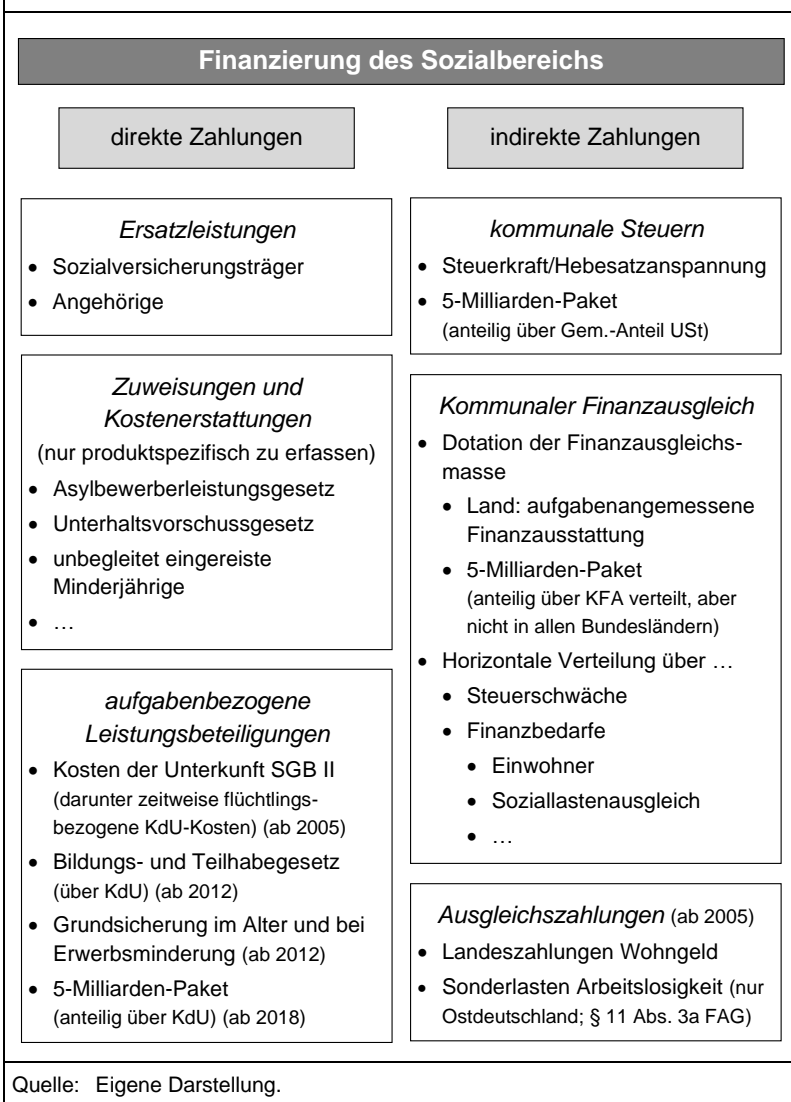 Finanzierung des Sozialbereichs
direkte Zahlungen
Ersatzleistungen
• Sozialversicherungsträger
• Angehörige
Zuweisungen und
Kostenerstattungen
(nur produktspezifisch zu erfassen)
• Asylbewerberleistungsgesetz
• Unterhaltsvorschussgesetz
• unbegleitet eingereiste
Minderjährige
• …
aufgabenbezogene
Leistungsbeteiligungen
• Kosten der Unterkunft SGB II
(darunter zeitweise flüchtlings-
bezogene KdU-Kosten) (ab 2005)
• Bildungs- und Teilhabegesetz
(über KdU) (ab 2012)
• Grundsicherung im Alter und bei
Erwerbsminderung (ab 2012)
• 5-Milliarden-Paket
(anteilig über KdU) (ab 2018)
indirekte Zahlungen
kommunale Steuern
• Steuerkraft/Hebesatzanspannung
• 5-Milliarden-Paket
(anteilig über Gem.-Anteil USt)
Kommunaler Finanzausgleich
• Dotation der Finanzausgleichs-
masse
• Land: aufgabenangemessene
Finanzausstattung
• 5-Milliarden-Paket
(anteilig über KFA verteilt, aber
nicht in allen Bundesländern)
• Horizontale Verteilung über …
• Steuerschwäche
• Finanzbedarfe
• Einwohner
• Soziallastenausgleich
• …
Ausgleichszahlungen (ab 2005)
• Landeszahlungen Wohngeld
• Sonderlasten Arbeitslosigkeit (nur
Ostdeutschland; § 11 Abs. 3a FAG)
Quelle: Eigene Darstellung.